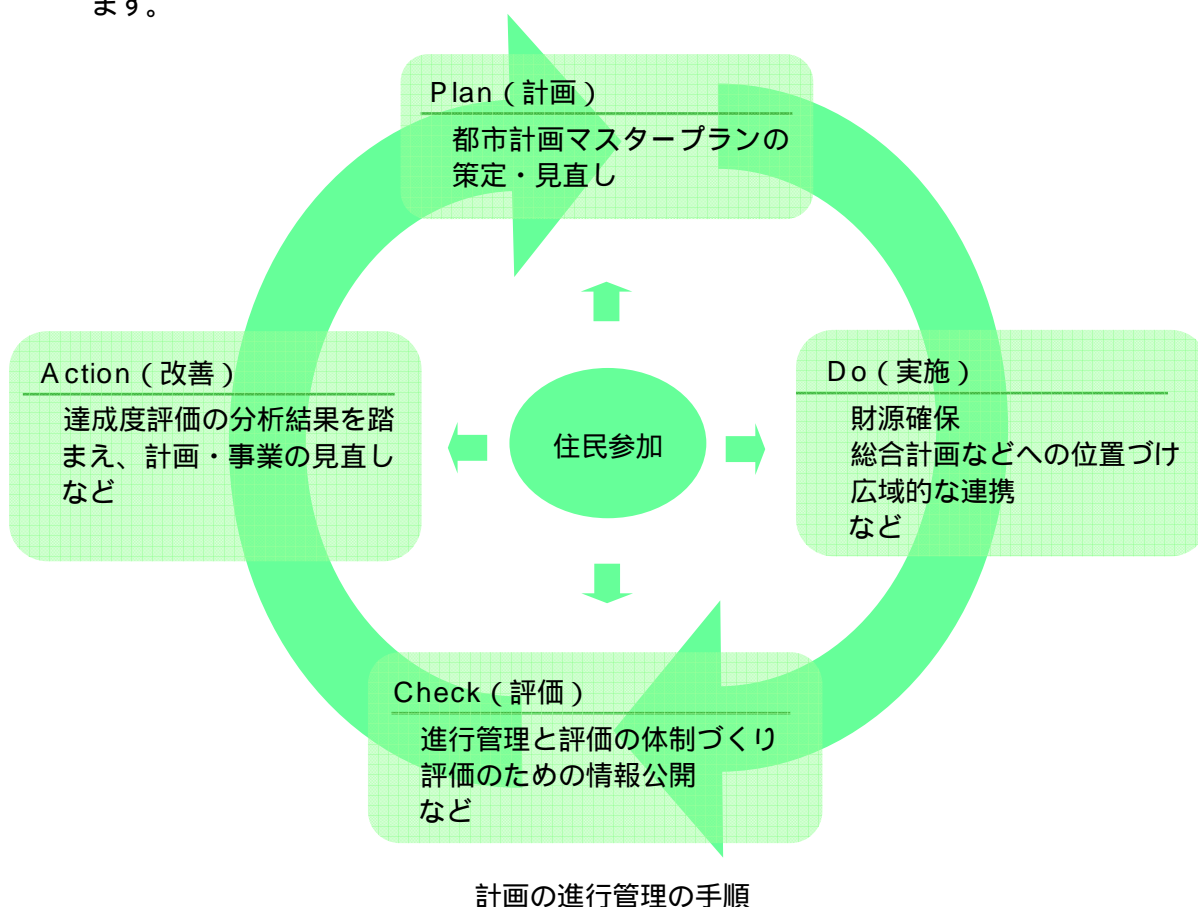 ます。
Plan（計画）
都市計画マスタープランの
策定・見直し
Action（改善）
達成度評価の分析結果を踏
まえ、計画・事業の見直し
など
住民参加
Do（実施）
財源確保
総合計画などへの位置づけ
広域的な連携
など
Check（評価）
進行管理と評価の体制づくり
評価のための情報公開
など
計画の進行管理の手順